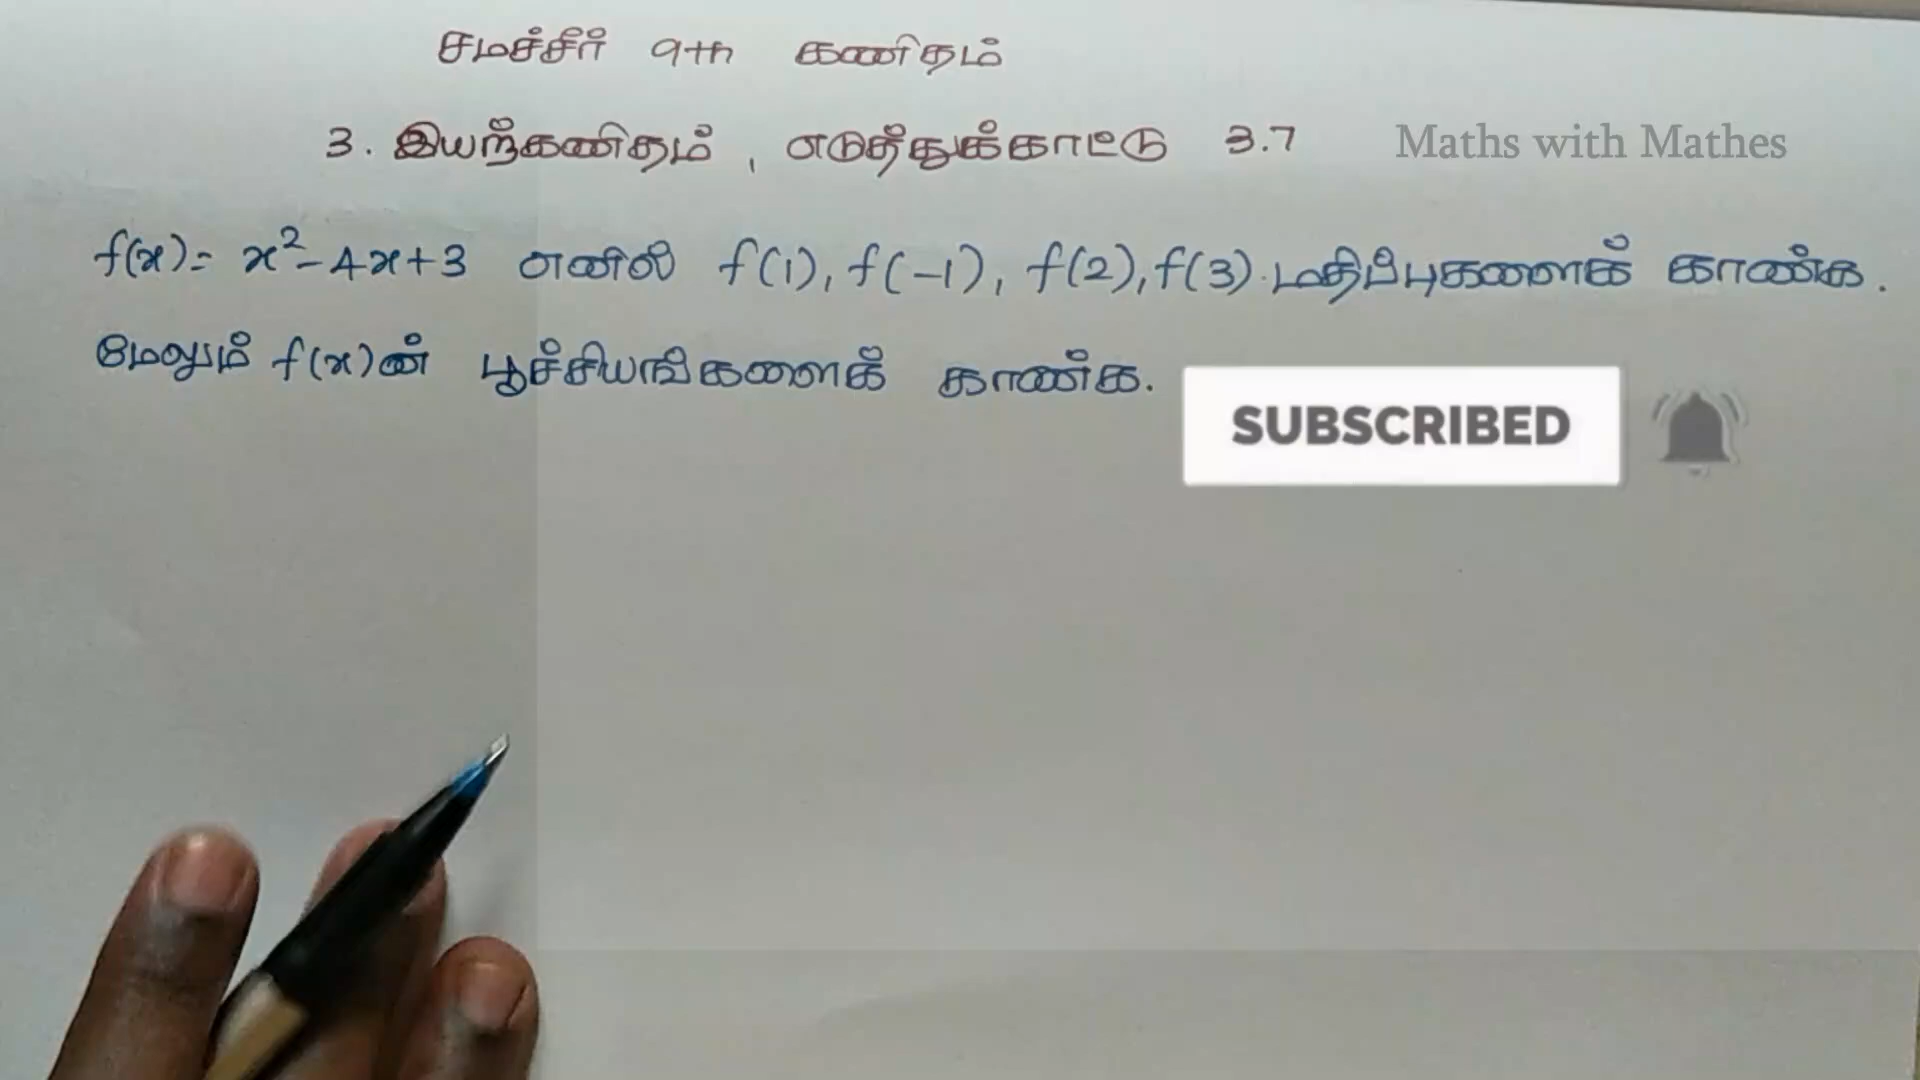 சமச்சீர் 9th கணிதம்
3. இயற்கணிதம், எடுத்துக்காட்டு 3.7 Maths with Mathes
f(x)= x²-4x+3 எனில் f(1), f(-1), f(2), f(3). மதிப்புகளைக் காண்க.
மேலும் f(x)ன் பூச்சியங்களைக் காண்க.
SUBSCRIBED